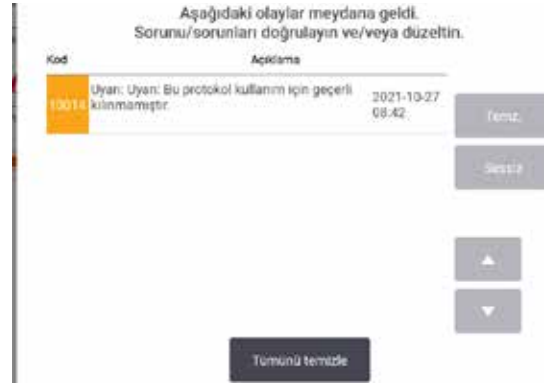 Aşağıdaki olaylar meydana geldi.
Sorunu/sorunları doğrulayın ve/veya düzeltin.
Kod Açıklama
10014 Uyarı: Uyarı: Bu protokol kullanım için geçerli 2021-10-27
kılınmamıştır. 08:42
Temz.
Sessiz
Tümünü temizle